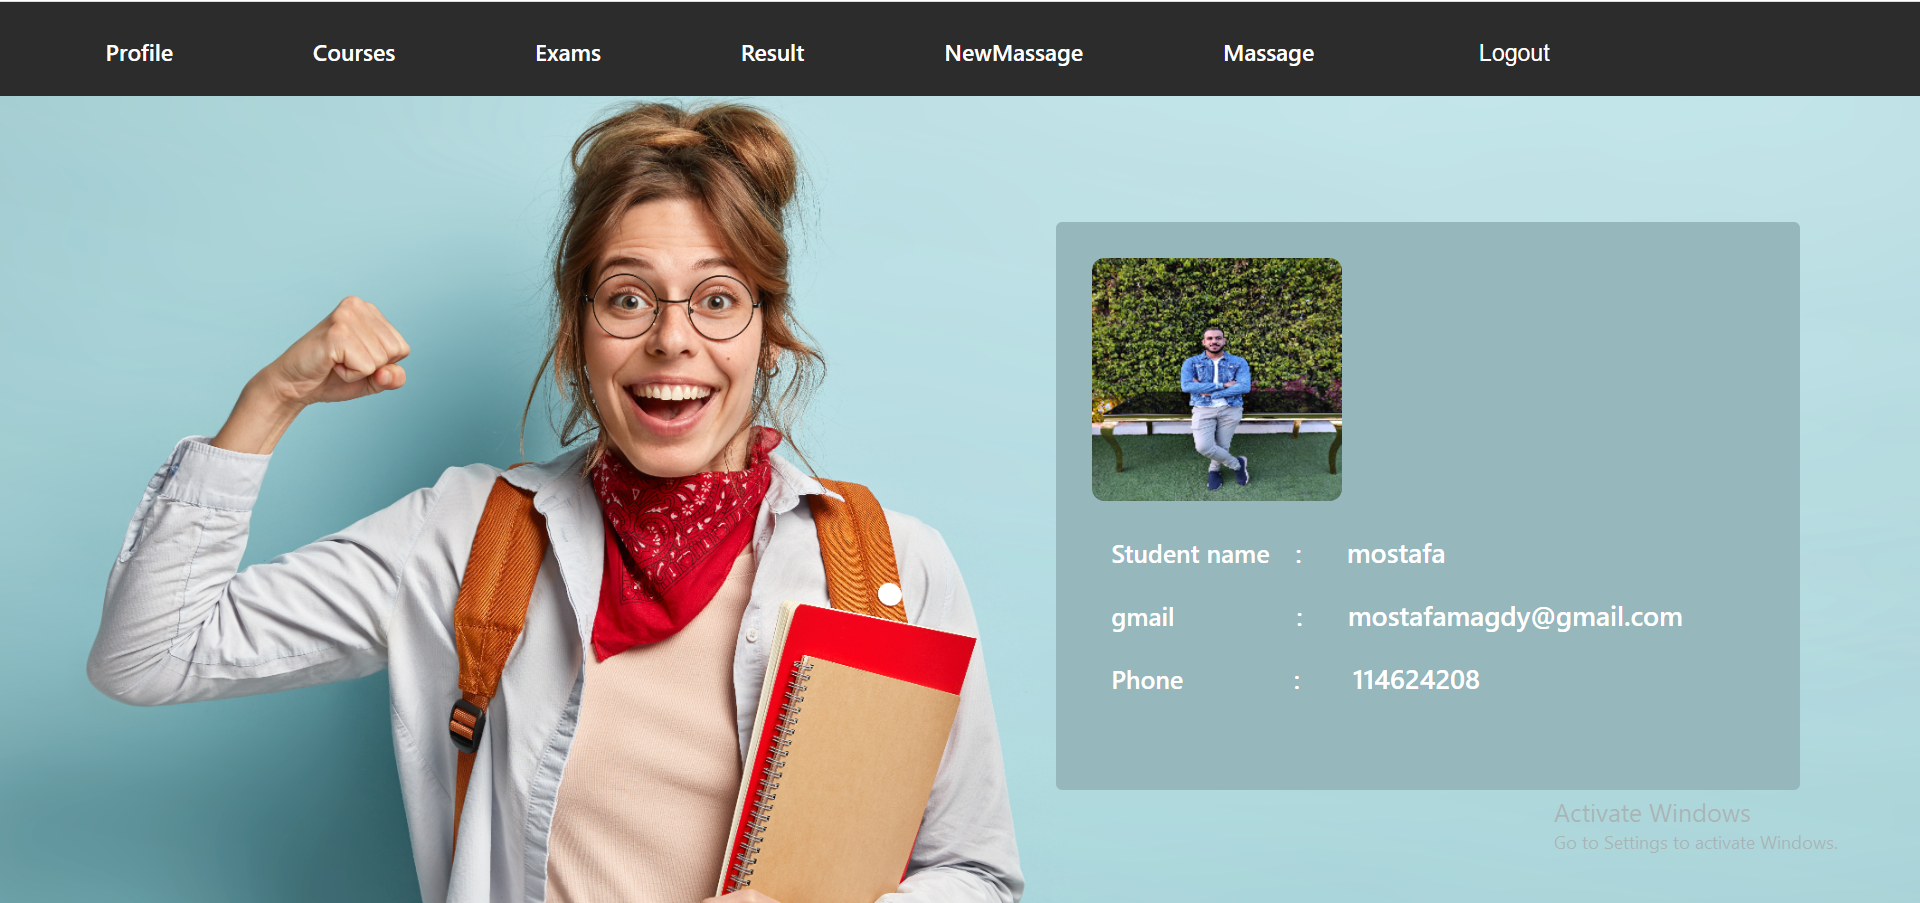 Profile Courses Exams Result NewMassage Massage Logout
Student name : mostafa
gmail : mostafamagdy@gmail.com
Phone : 114624208
Activate Windows
Go to Settings to activate Windows.